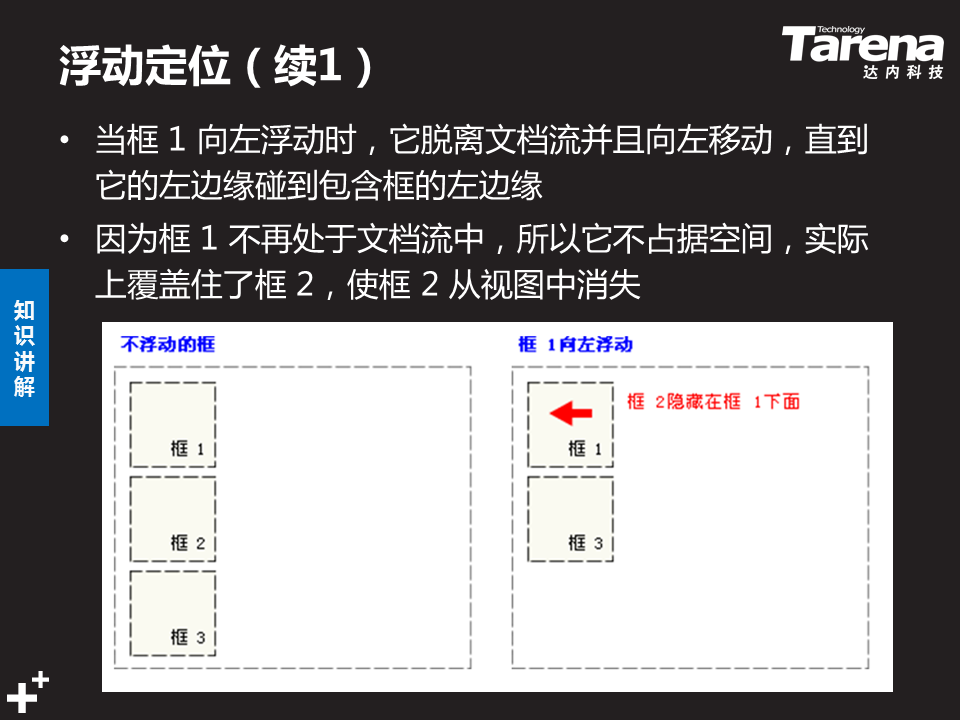 浮动定位（续1）
Technology
Tarena
达内科技
• 当框 1 向左浮动时，它脱离文档流并且向左移动，直到
它的左边缘碰到包含框的左边缘
• 因为框 1 不再处于文档流中，所以它不占据空间，实际
上覆盖住了框 2，使框 2 从视图中消失
知
识
讲
解
不浮动的框
框 1
框 2
框 3
框 1向左浮动
框 2隐藏在框 1下面
框 1
框 3